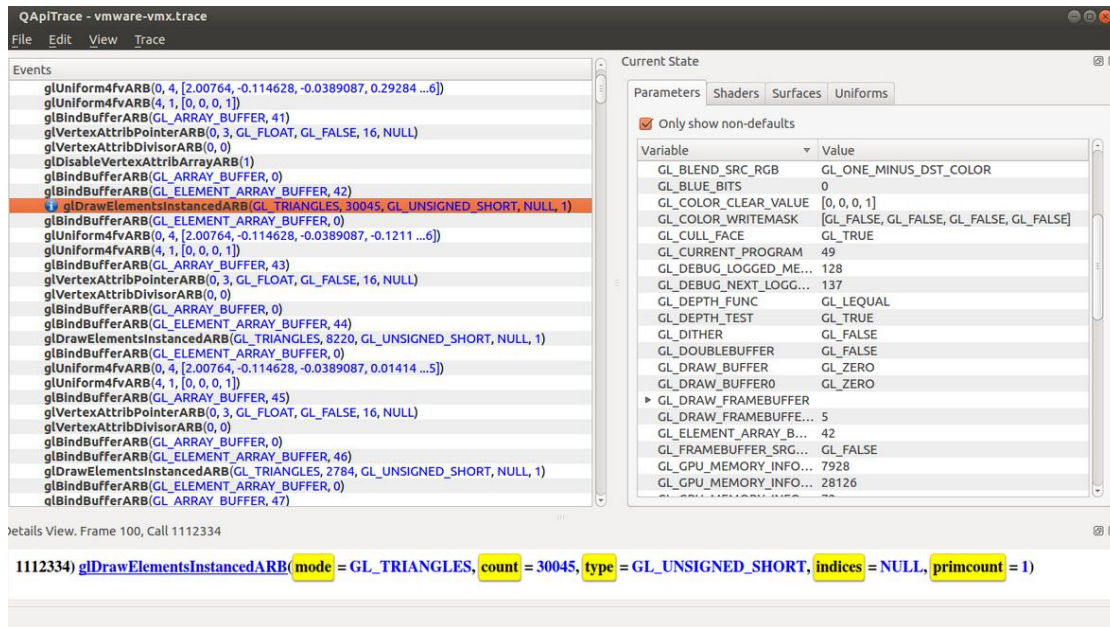 QApiTrace - vmware-vmx.trace
File Edit View Trace
Events
glUniform4fvARB(0, 4, [2.00764, -0.114628, -0.0389087, 0.29284 ...6])
glUniform4fvARB(4, 1, [0, 0, 0, 1])
glBindBufferARB(GL_ARRAY_BUFFER, 41)
glVertexAttribPointerARB(0, 3, GL_FLOAT, GL_FALSE, 16, NULL)
glVertexAttribDivisorARB(0, 0)
glDisableVertexAttribArrayARB(1)
glBindBufferARB(GL_ARRAY_BUFFER, 0)
glBindBufferARB(GL_ELEMENT_ARRAY_BUFFER, 42)
glDrawElementsInstancedARB(GL_TRIANGLES, 30045, GL_UNSIGNED_SHORT, NULL, 1)
glBindBufferARB(GL_ELEMENT_ARRAY_BUFFER, 0)
glUniform4fvARB(0, 4, [2.00764, -0.114628, -0.0389087, -0.1211 ...6])
glUniform4fvARB(4, 1, [0, 0, 0, 1])
glBindBufferARB(GL_ARRAY_BUFFER, 43)
glVertexAttribPointerARB(0, 3, GL_FLOAT, GL_FALSE, 16, NULL)
glVertexAttribDivisorARB(0, 0)
glBindBufferARB(GL_ARRAY_BUFFER, 0)
glBindBufferARB(GL_ELEMENT_ARRAY_BUFFER, 44)
glDrawElementsInstancedARB(GL_TRIANGLES, 8220, GL_UNSIGNED_SHORT, NULL, 1)
glBindBufferARB(GL_ELEMENT_ARRAY_BUFFER, 0)
glUniform4fvARB(0, 4, [2.00764, -0.114628, -0.0389087, 0.01414 ...5])
glUniform4fvARB(4, 1, [0, 0, 0, 1])
glBindBufferARB(GL_ARRAY_BUFFER, 45)
glVertexAttribPointerARB(0, 3, GL_FLOAT, GL_FALSE, 16, NULL)
glVertexAttribDivisorARB(0, 0)
glBindBufferARB(GL_ARRAY_BUFFER, 0)
glBindBufferARB(GL_ELEMENT_ARRAY_BUFFER, 46)
glDrawElementsInstancedARB(GL_TRIANGLES, 2784, GL_UNSIGNED_SHORT, NULL, 1)
glBindBufferARB(GL_ELEMENT_ARRAY_BUFFER, 0)
glBindBufferARB(GL_ARRAY_BUFFER, 47)
Current State
Parameters Shaders Surfaces Uniforms
Only show non-defaults
Variable Value
GL_BLEND_SRC_RGB GL_ONE_MINUS_DST_COLOR
GL_BLUE_BITS 0
GL_COLOR_CLEAR_VALUE [0, 0, 0, 1]
GL_COLOR_WRITEMASK [GL_FALSE, GL_FALSE, GL_FALSE, GL_FALSE]
GL_CULL_FACE GL_TRUE
GL_CURRENT_PROGRAM 49
GL_DEBUG_LOGGED_ME... 128
GL_DEBUG_NEXT_LOGG... 137
GL_DEPTH_FUNC GL_LEQUAL
GL_DEPTH_TEST GL_TRUE
GL_DITHER GL_FALSE
GL_DOUBLEBUFFER GL_FALSE
GL_DRAW_BUFFER GL_ZERO
GL_DRAW_BUFFER0 GL_ZERO
GL_DRAW_FRAMEBUFFER
GL_DRAW_FRAMEBUFFE... 5
GL_ELEMENT_ARRAY_B... 42
GL_FRAMEBUFFER_SRG... GL_FALSE
GL_GPU_MEMORY_INFO... 7928
GL_GPU_MEMORY_INFO... 28126
Details View. Frame 100, Call 1112334
1112334) glDrawElementsInstancedARB(mode = GL_TRIANGLES, count = 30045, type = GL_UNSIGNED_SHORT, indices = NULL, primcount = 1)